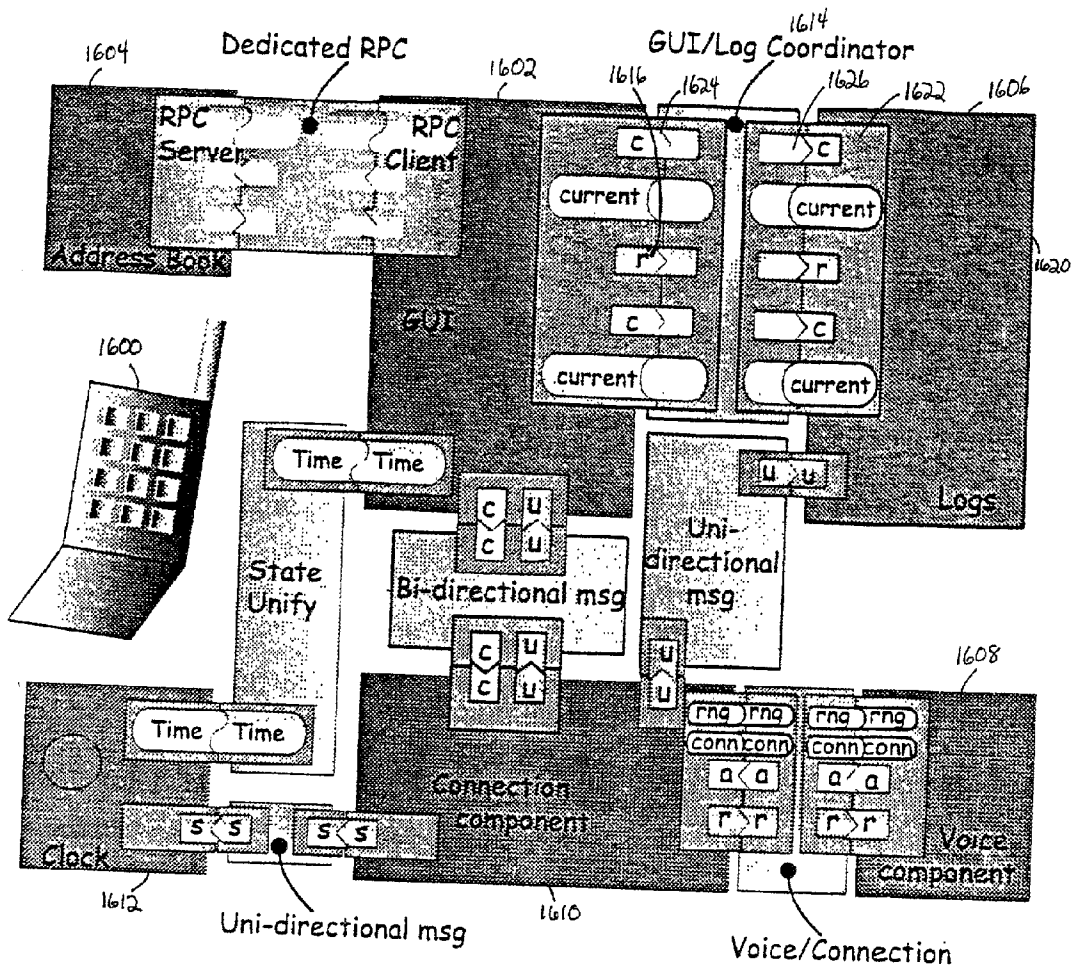 1614
Dedicated RPC
GUI/Log Coordinator
1604
1602
1616
1624
1626
1622
1606
RPC
Server
RPC
Client
c
c
current
current
r
r
1620
Address Book
GUI
c
c
current
current
1600
Time
Time
u
u
Logs
c
u
c
u
Uni-
directional
msg
State
Unify
Bi-directional msg
c
u
c
u
u
u
1608
rng
rng
rng
rng
conn
conn
conn
conn
Time
Time
a
a
a
a
Connection
component
s
s
s
s
r
r
r
r
Voice
component
Clock
1612
1610
Uni-directional msg
Voice/Connection